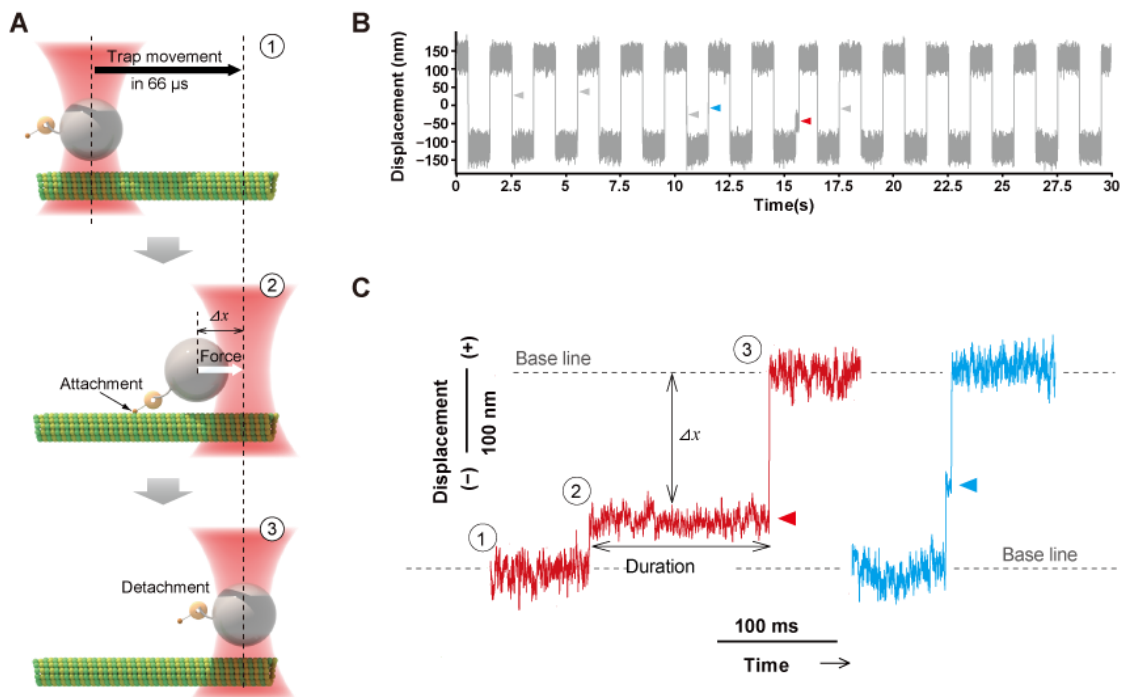 A
①
Trap movement
in 66 µs
②
Δx
Force
Attachment
③
Detachment
B
Displacement (nm)
150
100
50
0
−50
−100
−150
0
2.5
5
7.5
10
12.5
15
17.5
20
22.5
25
27.5
30
Time(s)
C
Displacement
(−)
(+)
100 nm
Base line
③
Δx
②
①
Duration
Base line
100 ms
Time →